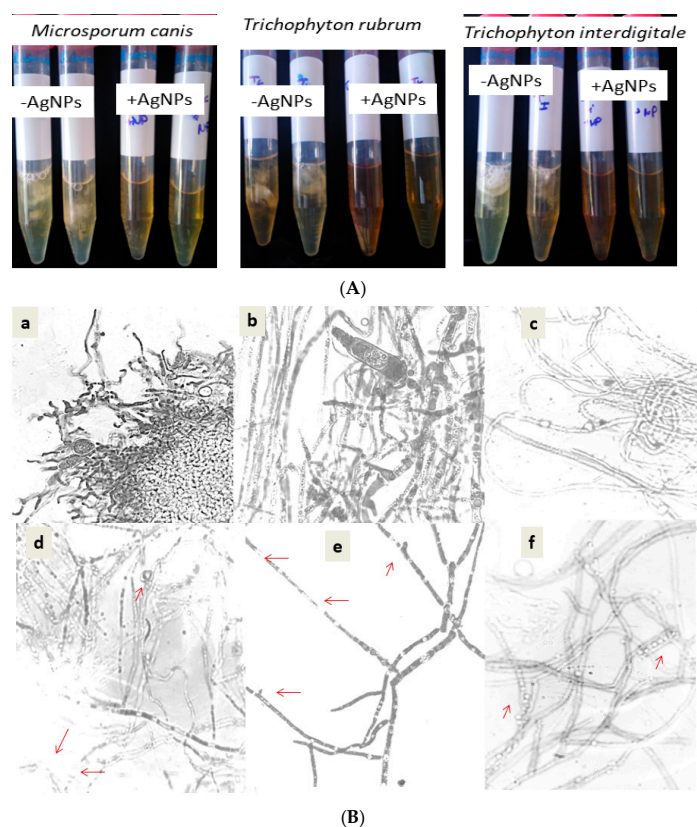 Microsporum canis
Trichophyton rubrum
Trichophyton interdigitale
-AgNPs
+AgNPs
-AgNPs
+AgNPs
-AgNPs
+AgNPs
(A)
a
b
c
d
e
f
(B)